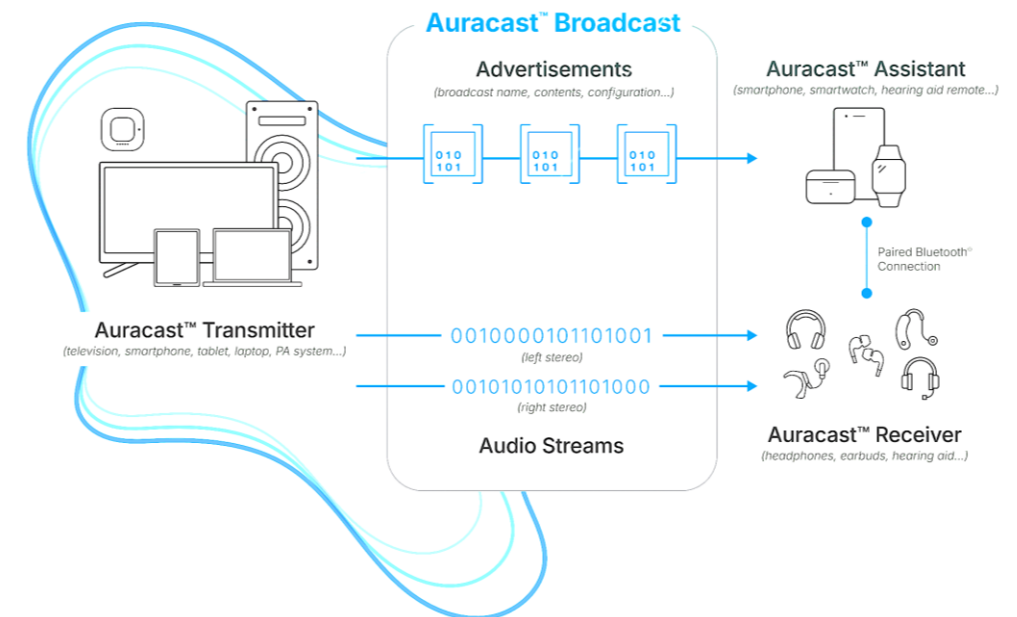 Auracast™ Broadcast
Advertisements
(broadcast name, contents, configuration...)
010
101
010
101
010
101
Auracast™ Assistant
(smartphone, smartwatch, hearing aid remote...)
Paired Bluetooth®
Connection
Auracast™ Transmitter
(television, smartphone, tablet, laptop, PA system...)
0010000101101001
(left stereo)
00101010101101000
(right stereo)
Audio Streams
Auracast™ Receiver
(headphones, earbuds, hearing aid...)